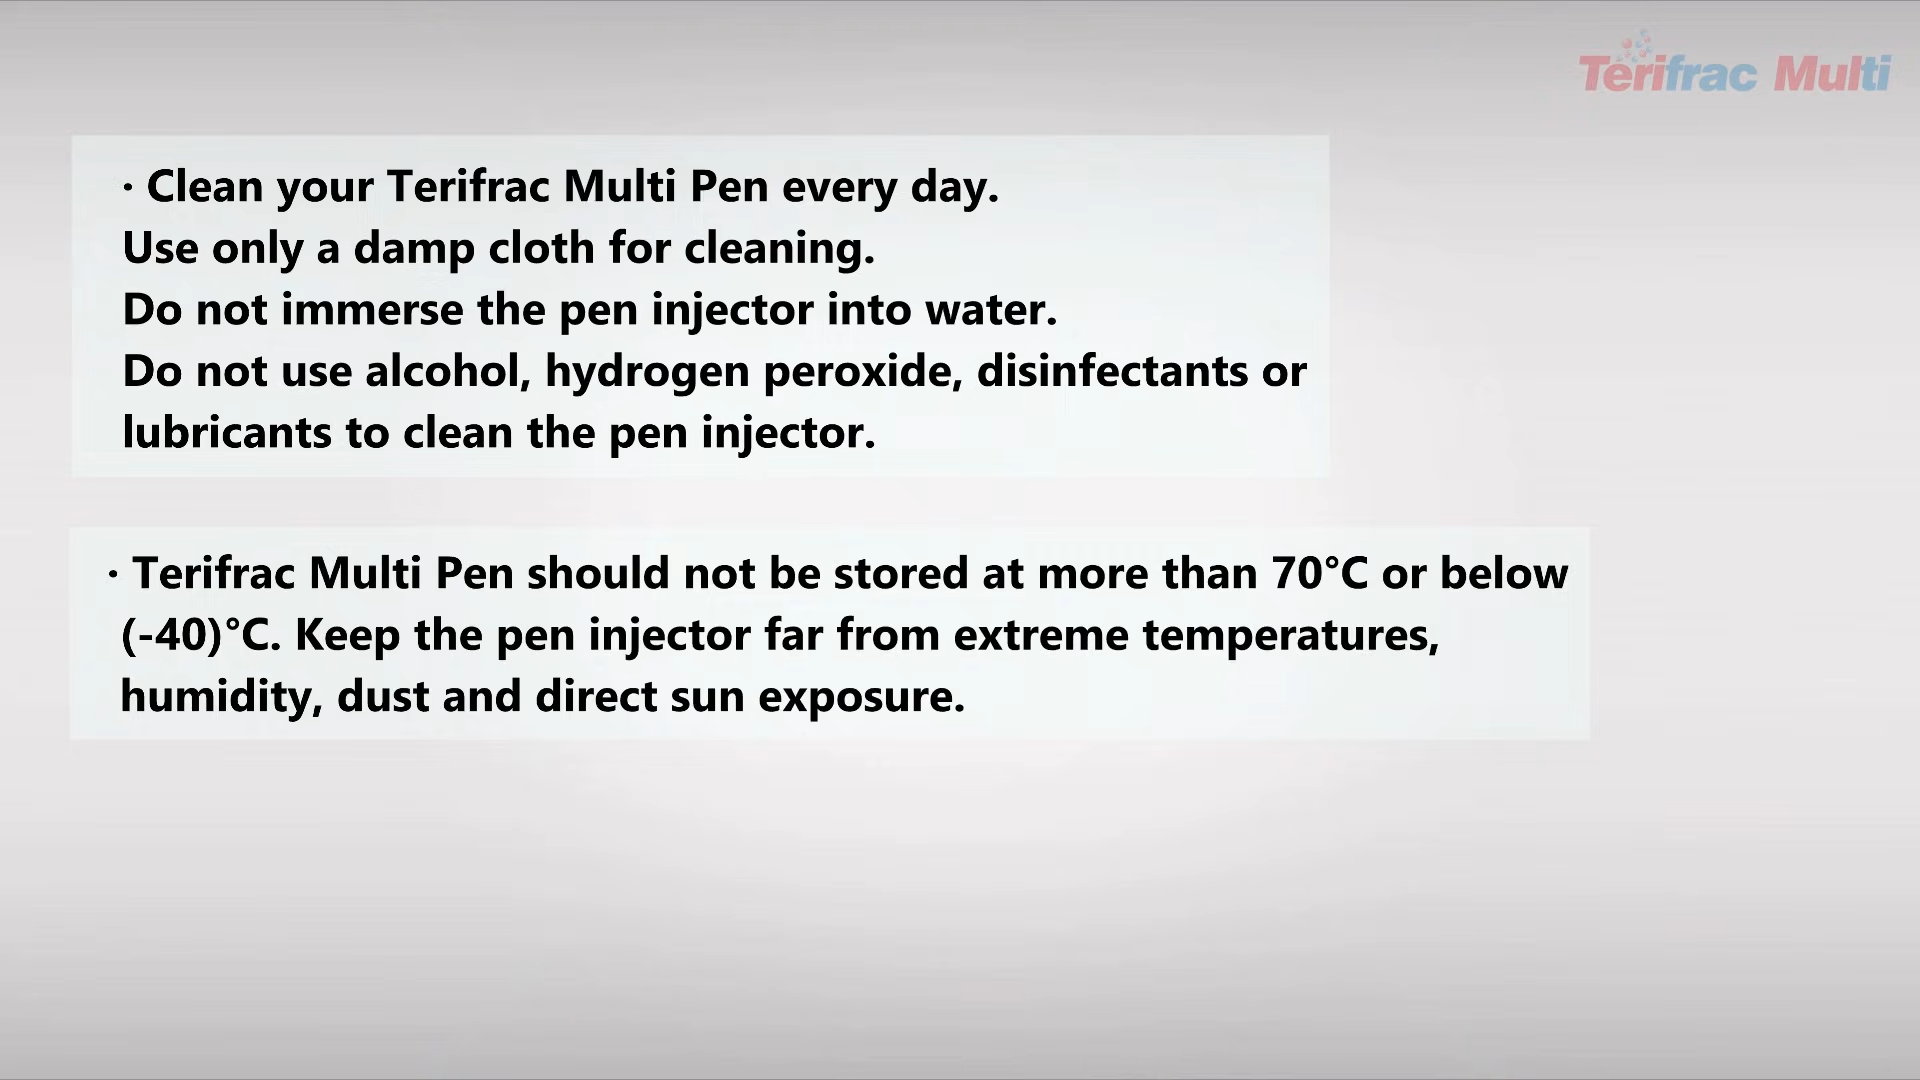 Terifrac Multi
· Clean your Terifrac Multi Pen every day.
Use only a damp cloth for cleaning.
Do not immerse the pen injector into water.
Do not use alcohol, hydrogen peroxide, disinfectants or
lubricants to clean the pen injector.
· Terifrac Multi Pen should not be stored at more than 70°C or below
(-40)°C. Keep the pen injector far from extreme temperatures,
humidity, dust and direct sun exposure.